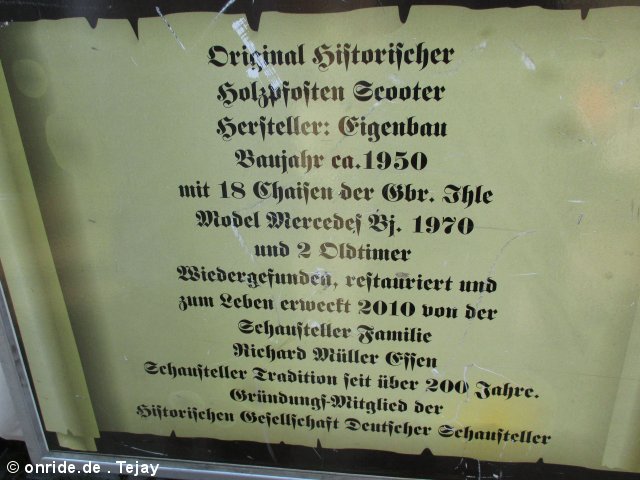 Original Historischer
Holzpfosten Scooter
Hersteller: Eigenbau
Baujahr ca.1950
mit 18 Chaisen der Gbr. Ihle
Model Mercedes Bj. 1970
und 2 Oldtimer
Wiedergefunden, restauriert und
zum Leben erweckt 2010 von der
Schausteller Familie
Richard Müller Essen
Schausteller Tradition seit über 200 Jahre.
Gründungs-Mitglied der
Historischen Gesellschaft Deutscher Schausteller
© onride.de . Tejay